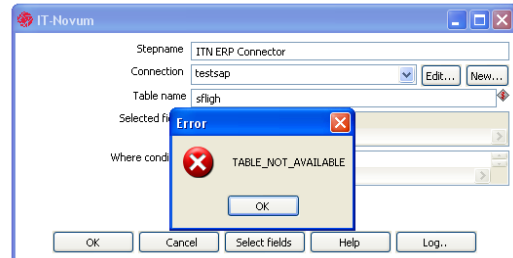 IT-Novum
Stepname
ITN ERP Connector
Connection
testsap
Edit...
New...
Table name
sfligh
Selected fi
Error
Where condi
TABLE_NOT_AVAILABLE
OK
OK
Cancel
Select fields
Help
Log..